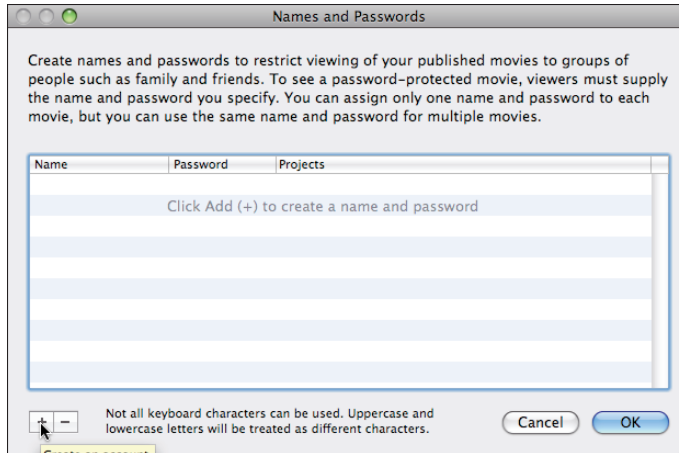 Names and Passwords
Create names and passwords to restrict viewing of your published movies to groups of
people such as family and friends. To see a password-protected movie, viewers must supply
the name and password you specify. You can assign only one name and password to each
movie, but you can use the same name and password for multiple movies.
Name Password Projects
Click Add (+) to create a name and password
+ − Not all keyboard characters can be used. Uppercase and
lowercase letters will be treated as different characters.
Cancel OK
Create an account